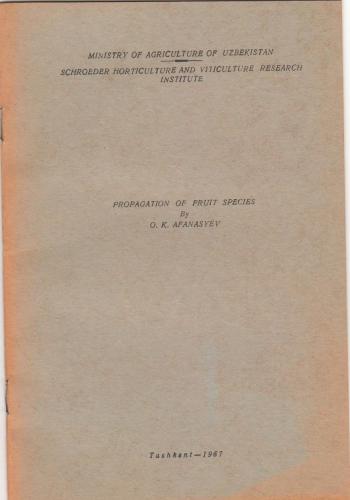 MINISTRY OF AGRICULTURE OF UZBEKISTAN
SCHROEDER HORTICULTURE AND VITICULTURE RESEARCH
INSTITUTE
PROPAGATION OF FRUIT SPECIES
By
O. K. AFANASYEV
Tashkent—1967